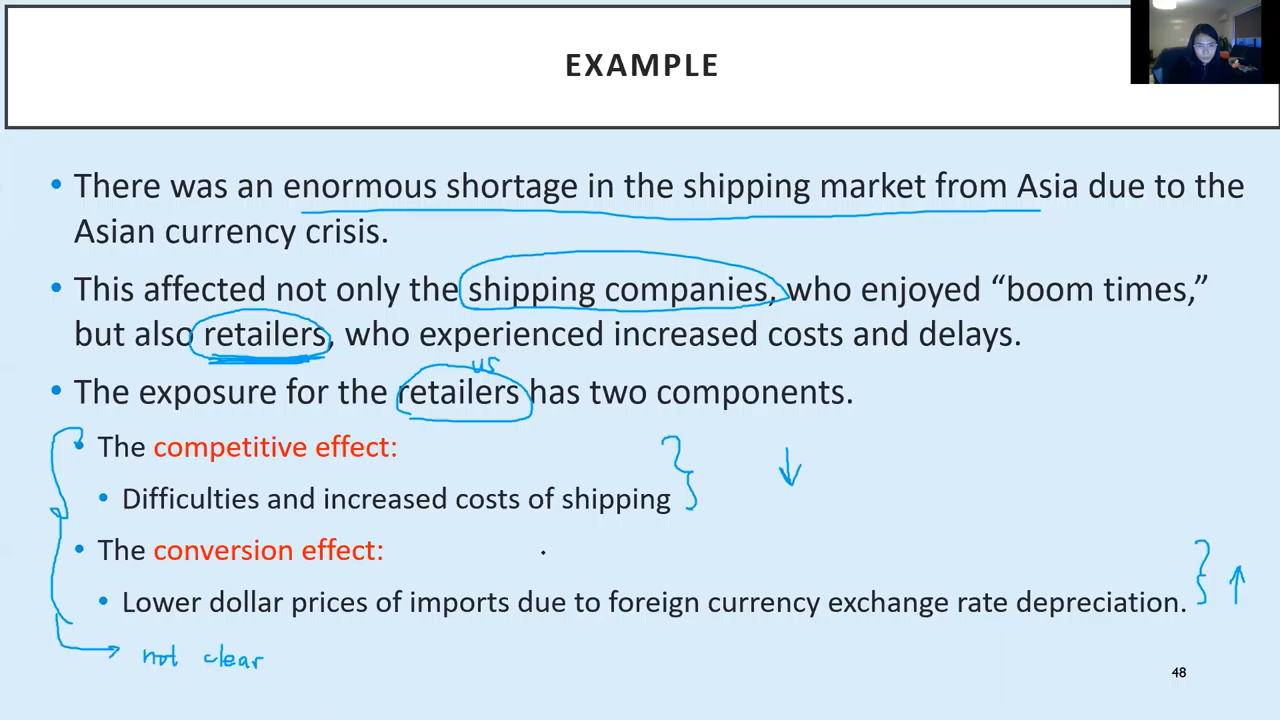 EXAMPLE
• There was an enormous shortage in the shipping market from Asia due to the
Asian currency crisis.
• This affected not only the shipping companies, who enjoyed “boom times,”
but also retailers, who experienced increased costs and delays.
US
• The exposure for the retailers has two components.
• The competitive effect:
• Difficulties and increased costs of shipping
• The conversion effect:
• Lower dollar prices of imports due to foreign currency exchange rate depreciation.
not clear
48